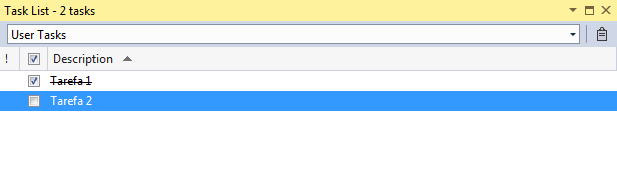 Task List - 2 tasks
User Tasks
! Description
Tarefa 1
Tarefa 2